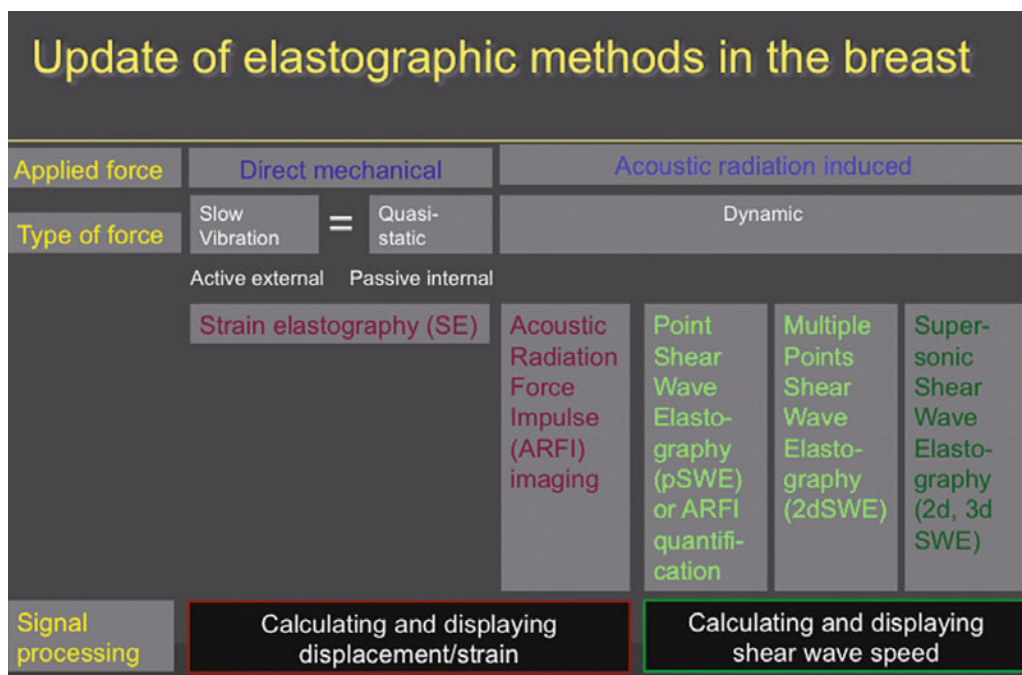 Update of elastographic methods in the breast
Applied force
Direct mechanical
Acoustic radiation induced
Type of force
Slow
Vibration
=
Quasi-
static
Dynamic
Active external
Passive internal
Strain elastography (SE)
Acoustic
Radiation
Force
Impulse
(ARFI)
imaging
Point
Shear
Wave
Elasto-
graphy
(pSWE)
or ARFI
quantifi-
cation
Multiple
Points
Shear
Wave
Elasto-
graphy
(2dSWE)
Super-
sonic
Shear
Wave
Elasto-
graphy
(2d, 3d
SWE)
Signal
processing
Calculating and displaying
displacement/strain
Calculating and displaying
shear wave speed